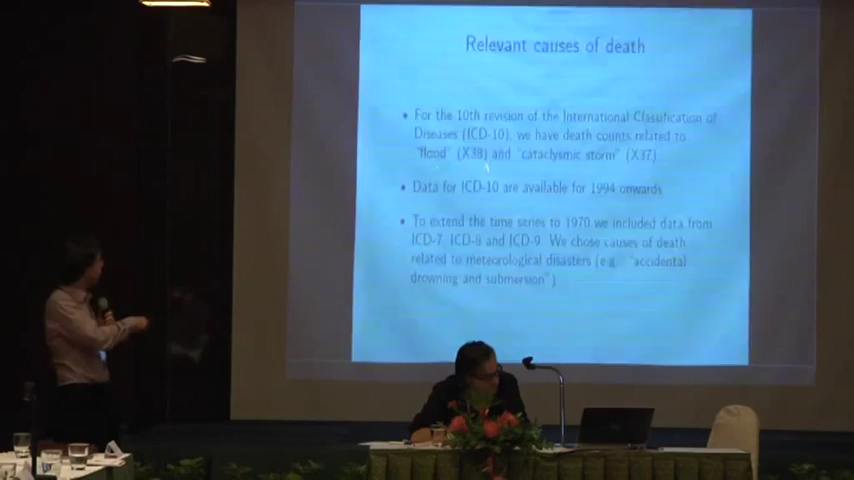 Relevant causes of death
• For the 10th revision of the International Classification of
Diseases (ICD-10), we have death counts related to
"flood" (X38) and "cataclysmic storm" (X37).
• Data for ICD-10 are available for 1994 onwards
• To extend the time series to 1970 we included data from
ICD-7, ICD-8 and ICD-9. We chose causes of death
related to meteorological disasters (e.g. "accidental
drowning and submersion")